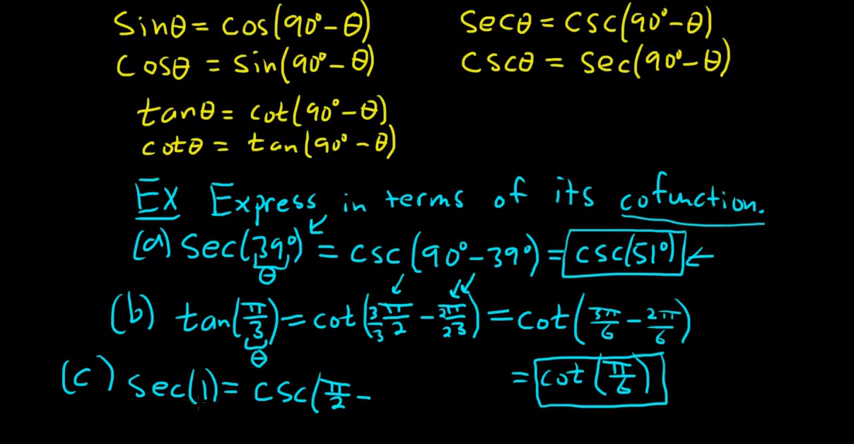 Sinθ = cos(90° − θ)   Secθ = CSC(90° − θ)
Cosθ = sin(90° − θ)   Cscθ = Sec(90° − θ)
tanθ = cot(90° − θ)
cotθ = tan(90° − θ)
EX Express in terms of its cofunction.
(a) Sec(39°) = CSC (90° − 39°) = CSC(51°)
θ
(b) tan(π/3) = cot(3/3 π/2 − 2π/23) = cot(3π/6 − 2π/6)
θ
= cot(π/6)
(c) Sec(1) = CSC(π/2 −